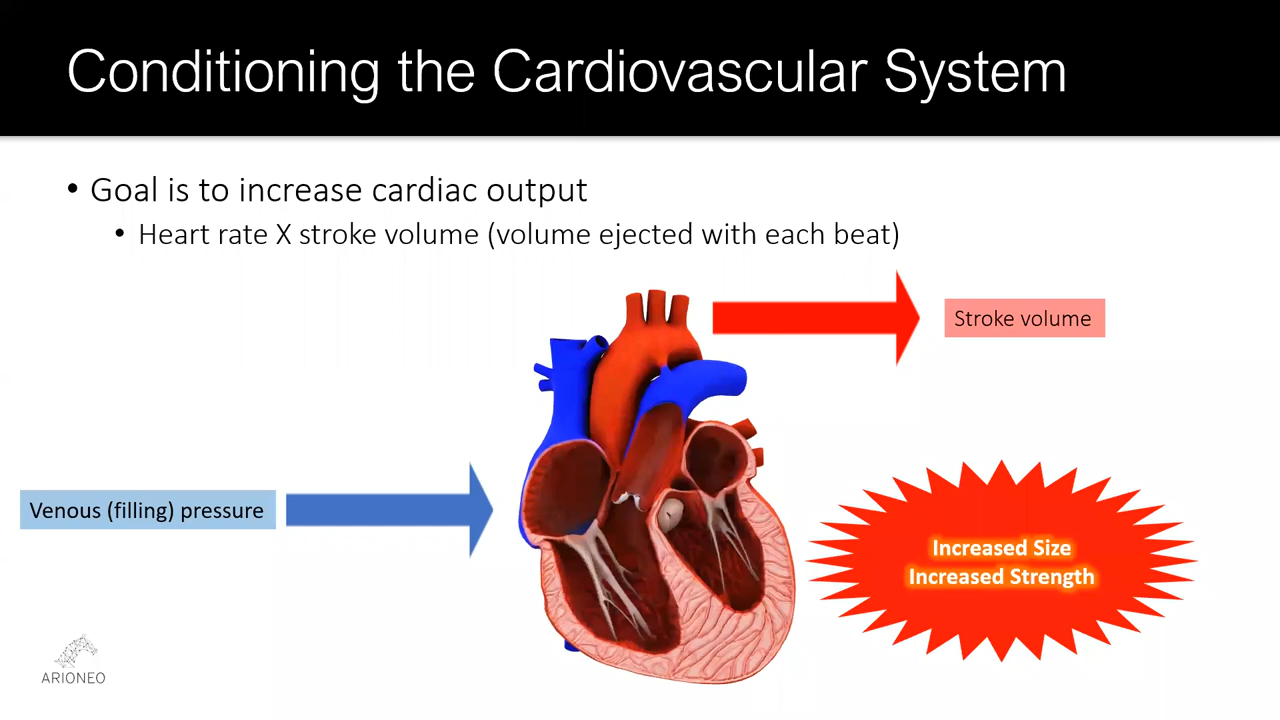 Conditioning the Cardiovascular System
• Goal is to increase cardiac output
• Heart rate X stroke volume (volume ejected with each beat)
Stroke volume
Venous (filling) pressure
Increased Size
Increased Strength
ARIONEO